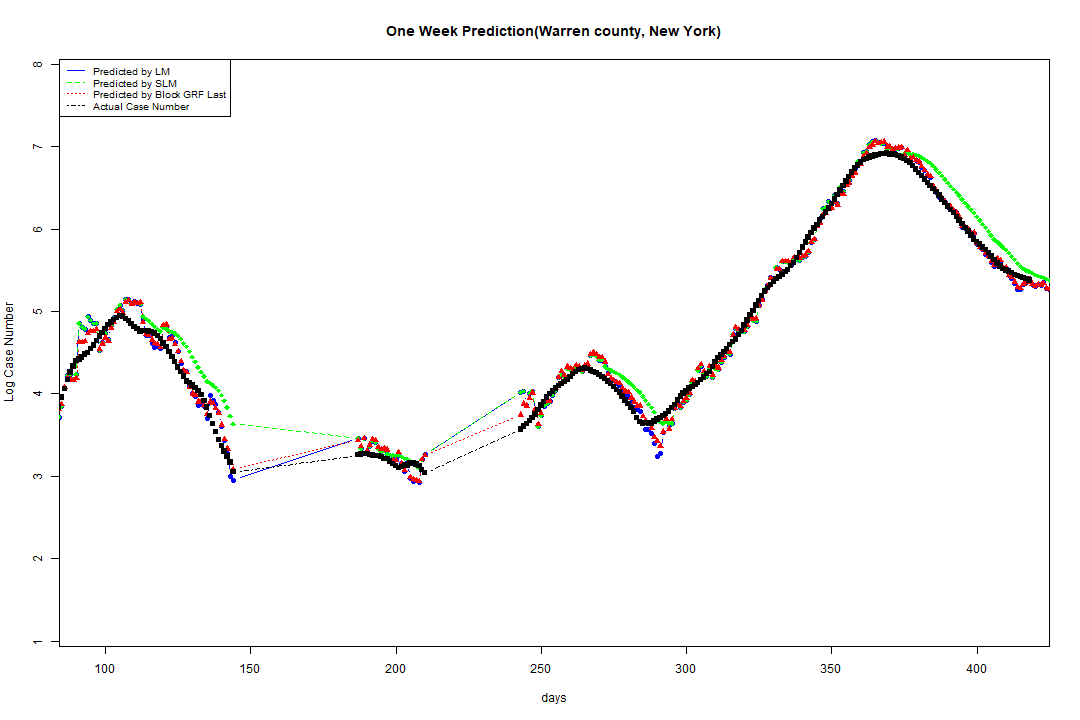 One Week Prediction(Warren county, New York)
Predicted by LM
Predicted by SLM
Predicted by Block GRF Last
Actual Case Number
8
7
6
5
4
3
2
1
Log Case Number
100 150 200 250 300 350 400
days